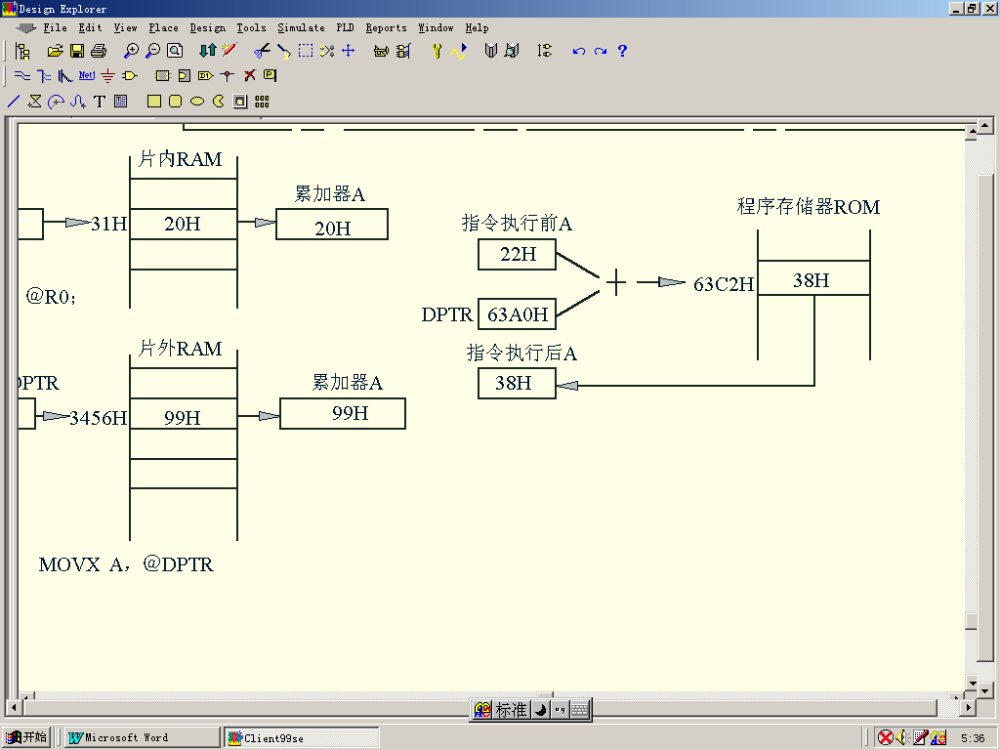 Design Explorer
File Edit View Place Design Tools Simulate PLD Reports Window Help
Net1
D1
T
片内RAM
31H
20H
累加器A
20H
@R0；
片外RAM
DPTR
3456H
99H
累加器A
99H
MOVX A，@DPTR
指令执行前A
22H
DPTR
63A0H
63C2H
程序存储器ROM
38H
指令执行后A
38H
标准
开始
Microsoft Word
Client99se
5:36